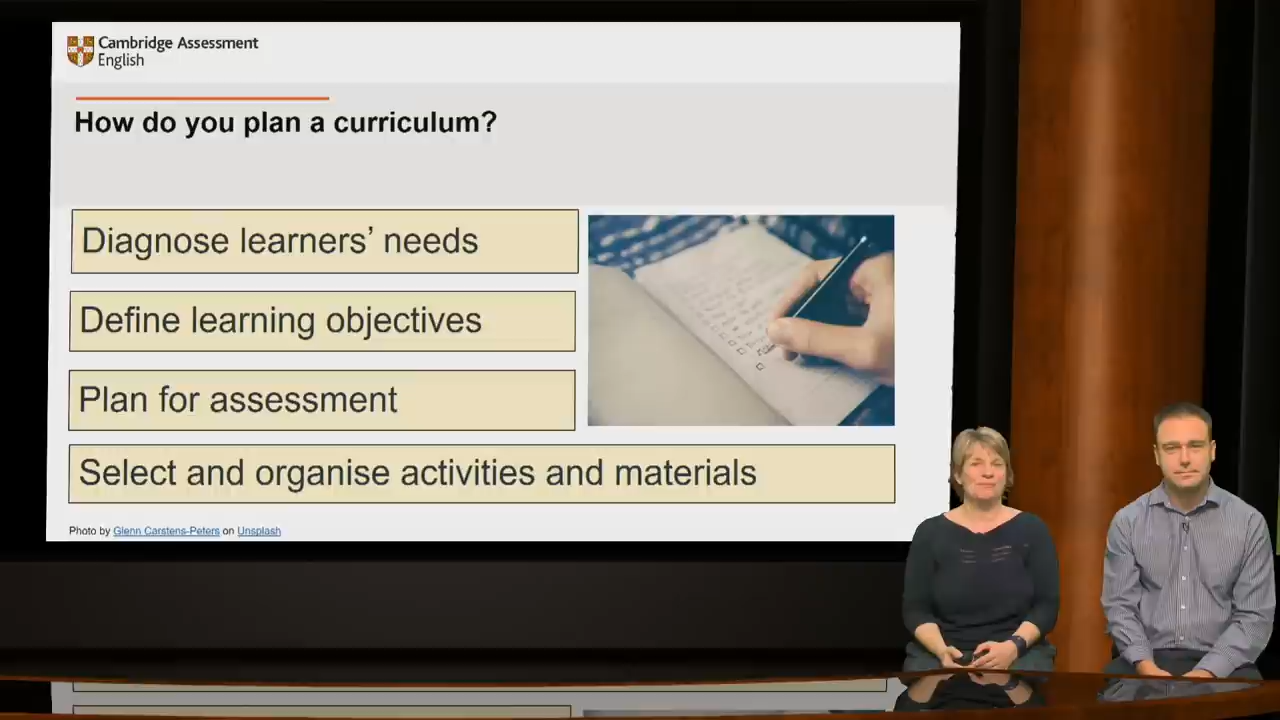 Cambridge Assessment
English
How do you plan a curriculum?
Diagnose learners’ needs
Define learning objectives
Plan for assessment
Select and organise activities and materials
Photo by Glenn Carstens-Peters on Unsplash